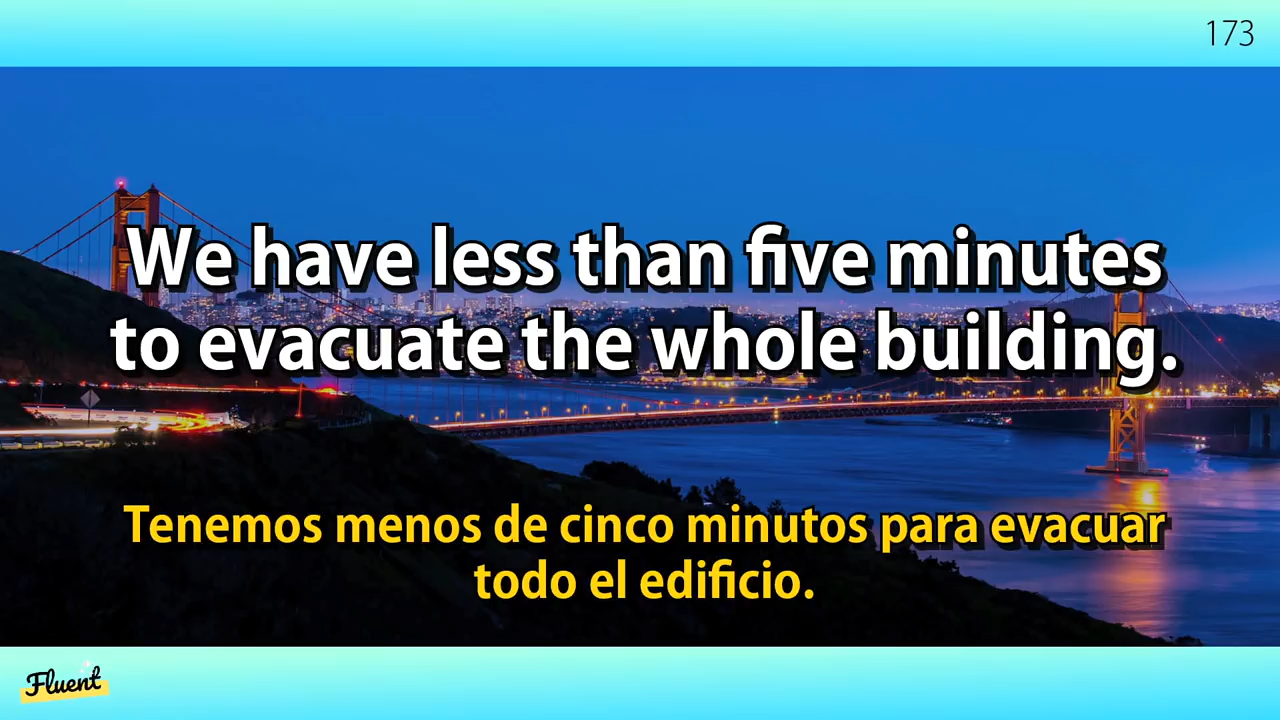 173
We have less than five minutes
to evacuate the whole building.
Tenemos menos de cinco minutos para evacuar
todo el edificio.
Fluent